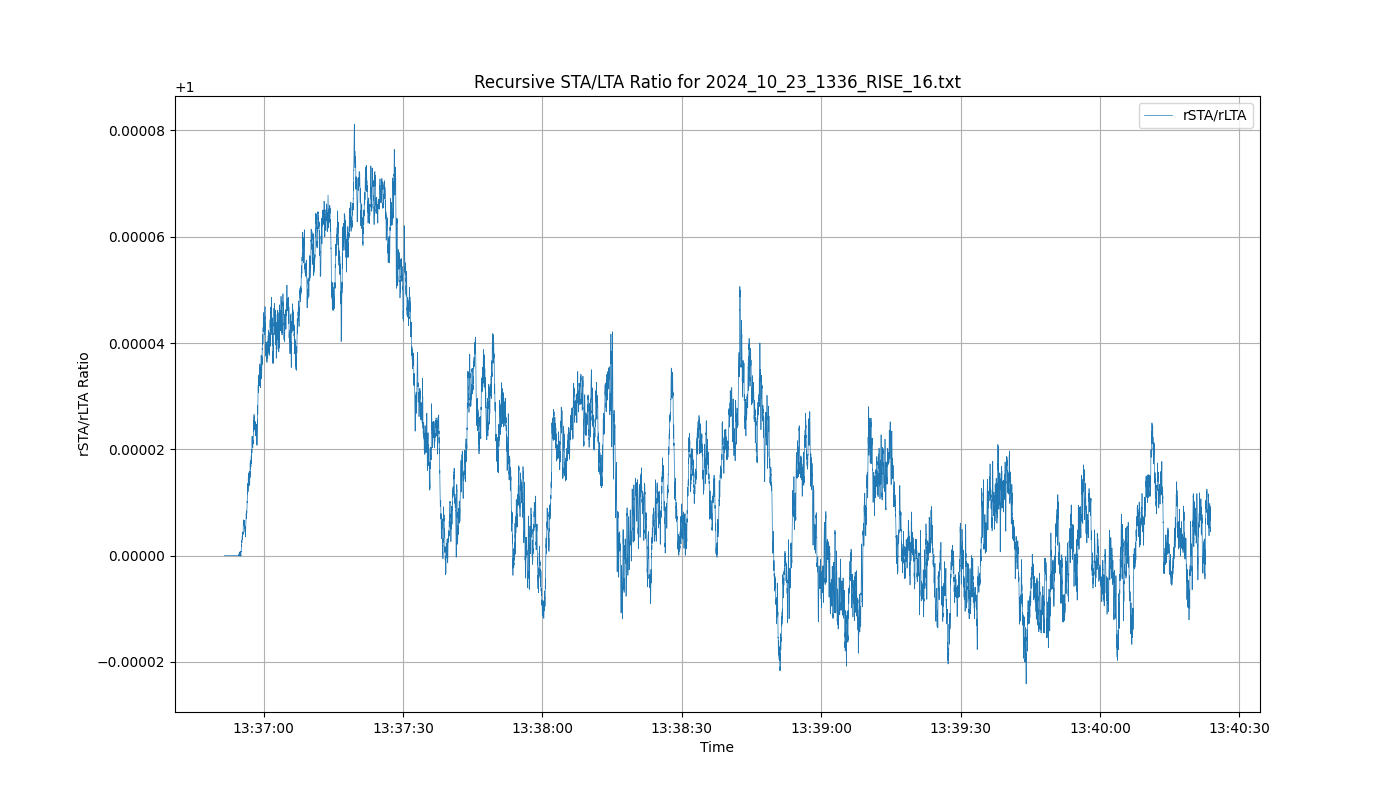 Recursive STA/LTA Ratio for 2024_10_23_1336_RISE_16.txt
+1
rSTA/rLTA
0.00008
0.00006
0.00004
0.00002
0.00000
−0.00002
rSTA/rLTA Ratio
13:37:00 13:37:30 13:38:00 13:38:30 13:39:00 13:39:30 13:40:00 13:40:30
Time